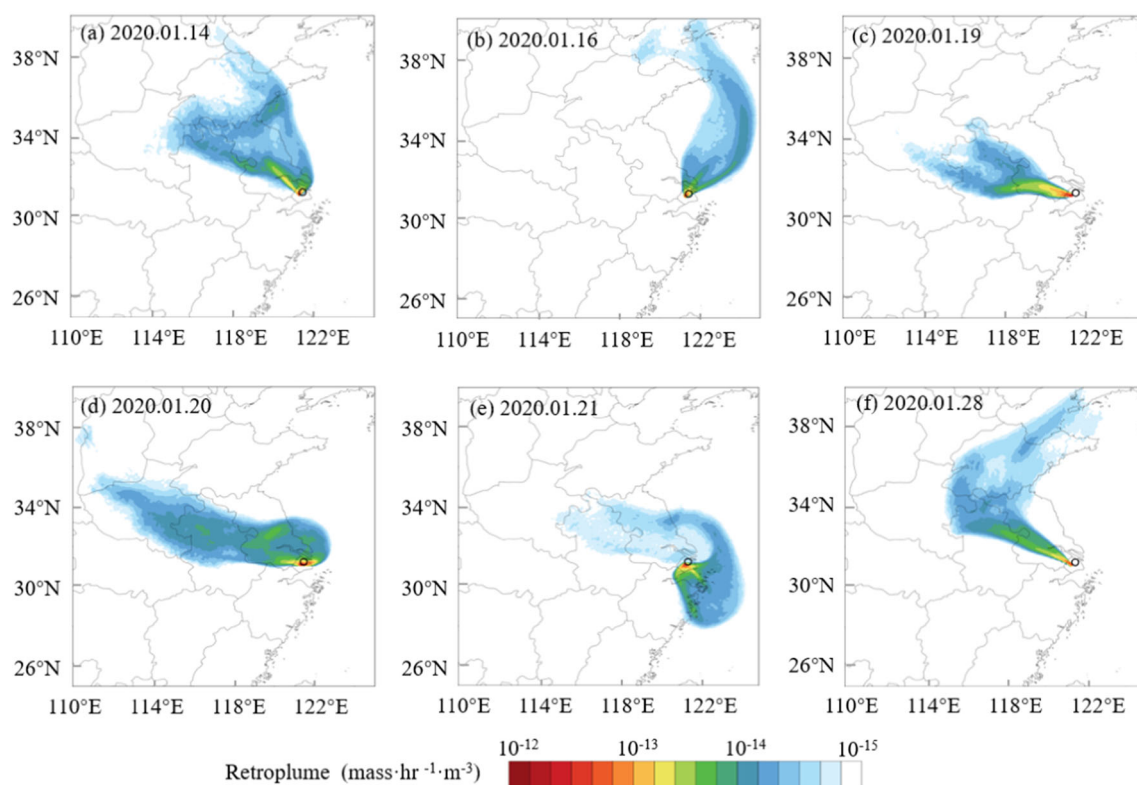 (a) 2020.01.14
(b) 2020.01.16
(c) 2020.01.19
38°N
34°N
30°N
26°N
38°N
34°N
30°N
26°N
38°N
34°N
30°N
26°N
110°E 114°E 118°E 122°E
110°E 114°E 118°E 122°E
110°E 114°E 118°E 122°E
(d) 2020.01.20
(e) 2020.01.21
(f) 2020.01.28
38°N
34°N
30°N
26°N
38°N
34°N
30°N
26°N
38°N
34°N
30°N
26°N
110°E 114°E 118°E 122°E
110°E 114°E 118°E 122°E
110°E 114°E 118°E 122°E
10⁻¹² 10⁻¹³ 10⁻¹⁴ 10⁻¹⁵
Retroplume (mass·hr ⁻¹·m⁻³)